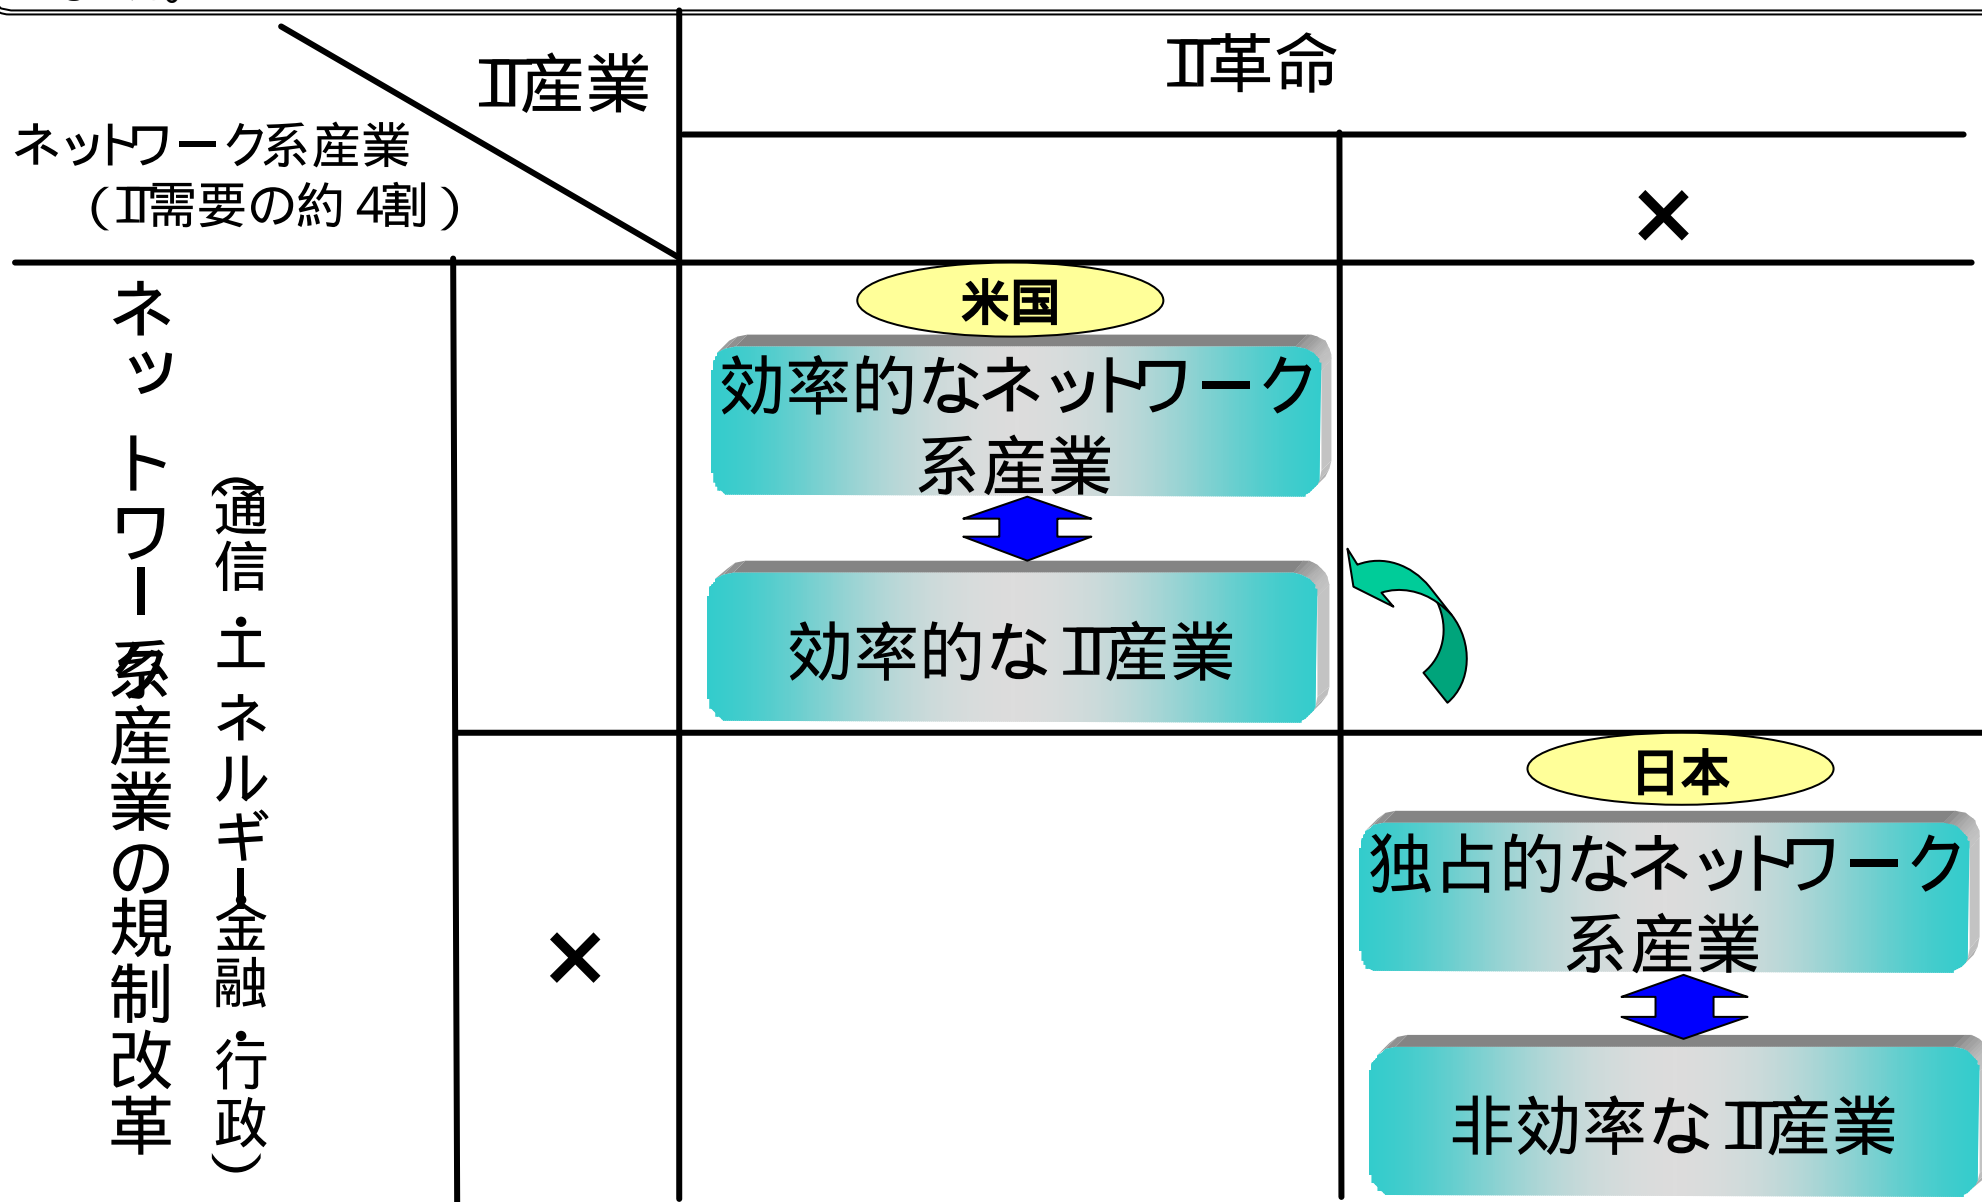 IT産業
ネットワーク系産業
（IT需要の約4割）
IT革命
×
ネットワーク系産業の規制改革
（通信・エネルギー・金融・行政）
米国
効率的なネットワーク
系産業
効率的なIT産業
×
日本
独占的なネットワーク
系産業
非効率なIT産業